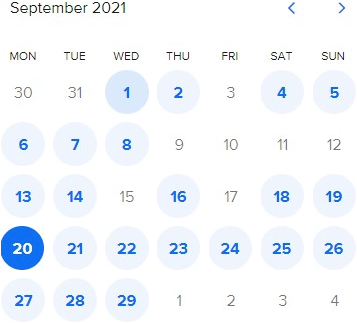 September 2021
MON TUE WED THU FRI SAT SUN
30 31 1 2 3 4 5
6 7 8 9 10 11 12
13 14 15 16 17 18 19
20 21 22 23 24 25 26
27 28 29 1 2 3 4